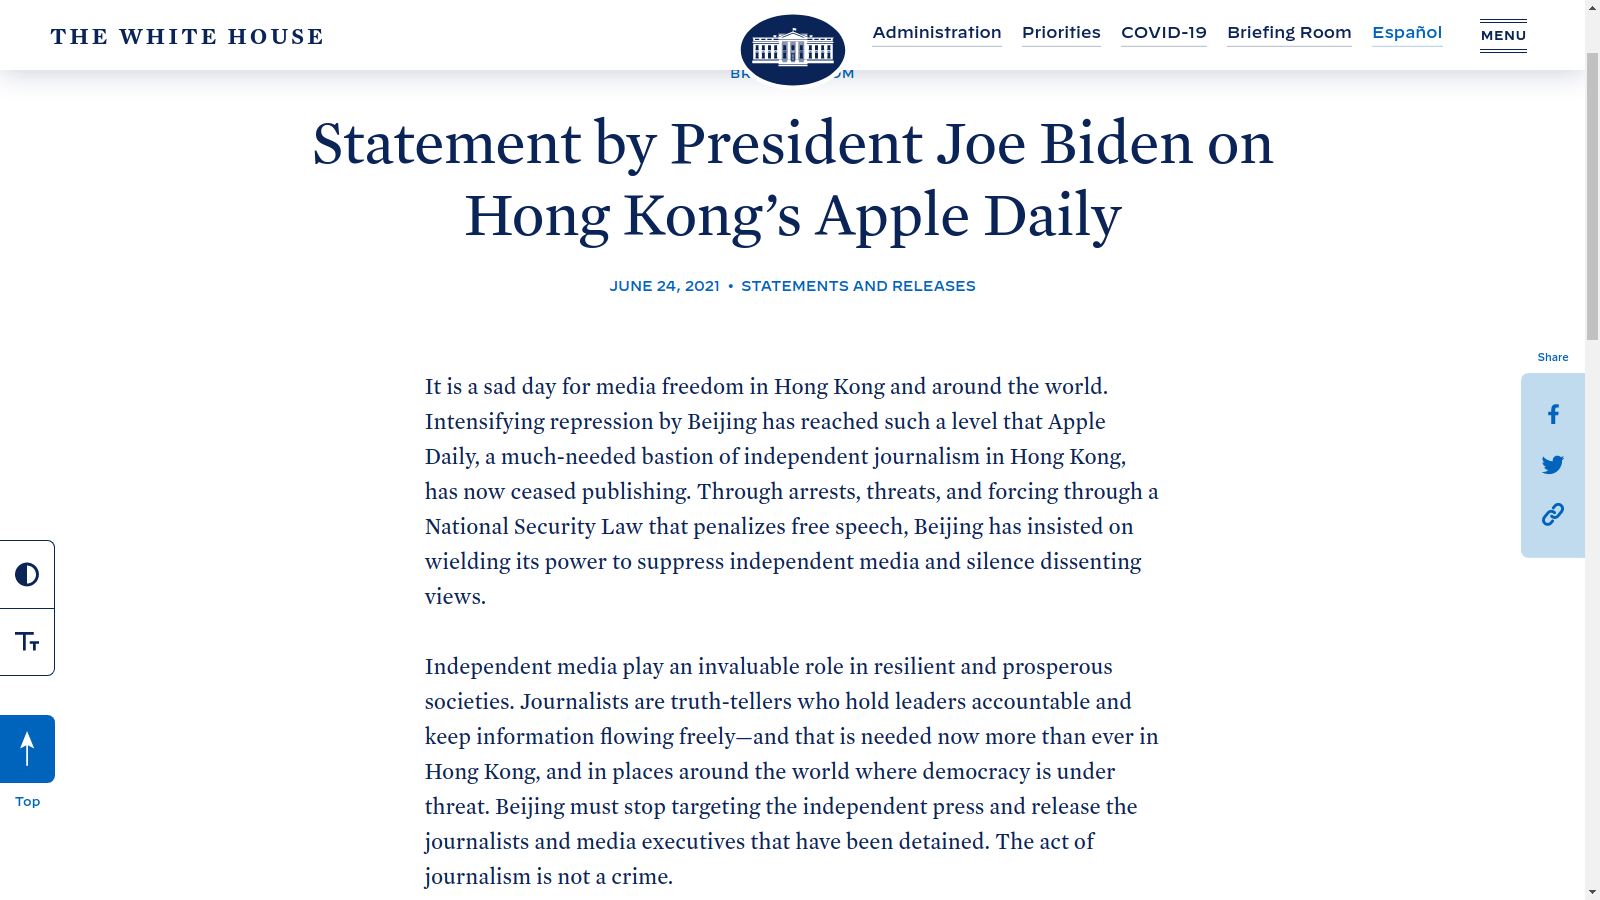 THE WHITE HOUSE
Administration
Priorities
COVID-19
Briefing Room
Español
MENU
Statement by President Joe Biden on
Hong Kong’s Apple Daily
JUNE 24, 2021 • STATEMENTS AND RELEASES
Share
It is a sad day for media freedom in Hong Kong and around the world.
Intensifying repression by Beijing has reached such a level that Apple
Daily, a much-needed bastion of independent journalism in Hong Kong,
has now ceased publishing. Through arrests, threats, and forcing through a
National Security Law that penalizes free speech, Beijing has insisted on
wielding its power to suppress independent media and silence dissenting
views.
Independent media play an invaluable role in resilient and prosperous
societies. Journalists are truth-tellers who hold leaders accountable and
keep information flowing freely—and that is needed now more than ever in
Hong Kong, and in places around the world where democracy is under
threat. Beijing must stop targeting the independent press and release the
journalists and media executives that have been detained. The act of
journalism is not a crime.
Tт
Top